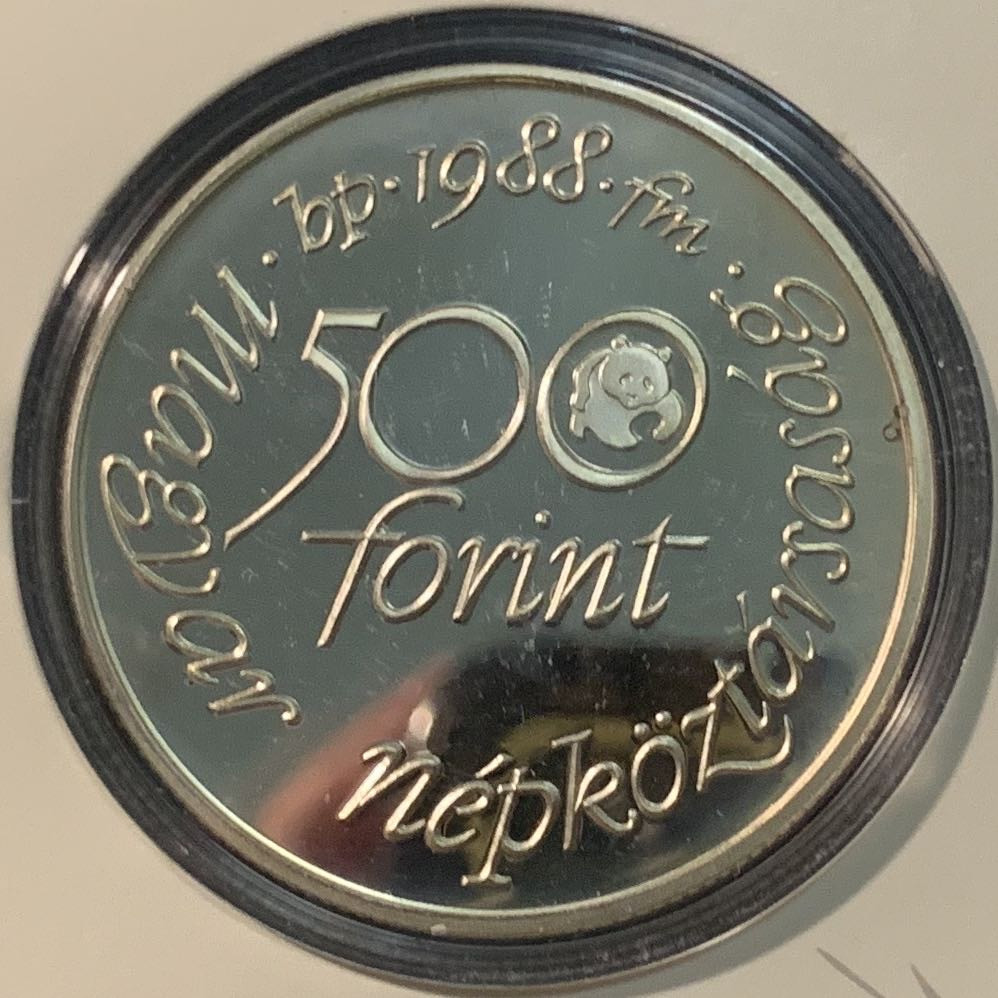 magyar népköztársaság · bp · 1988 · fm ·
500
forint